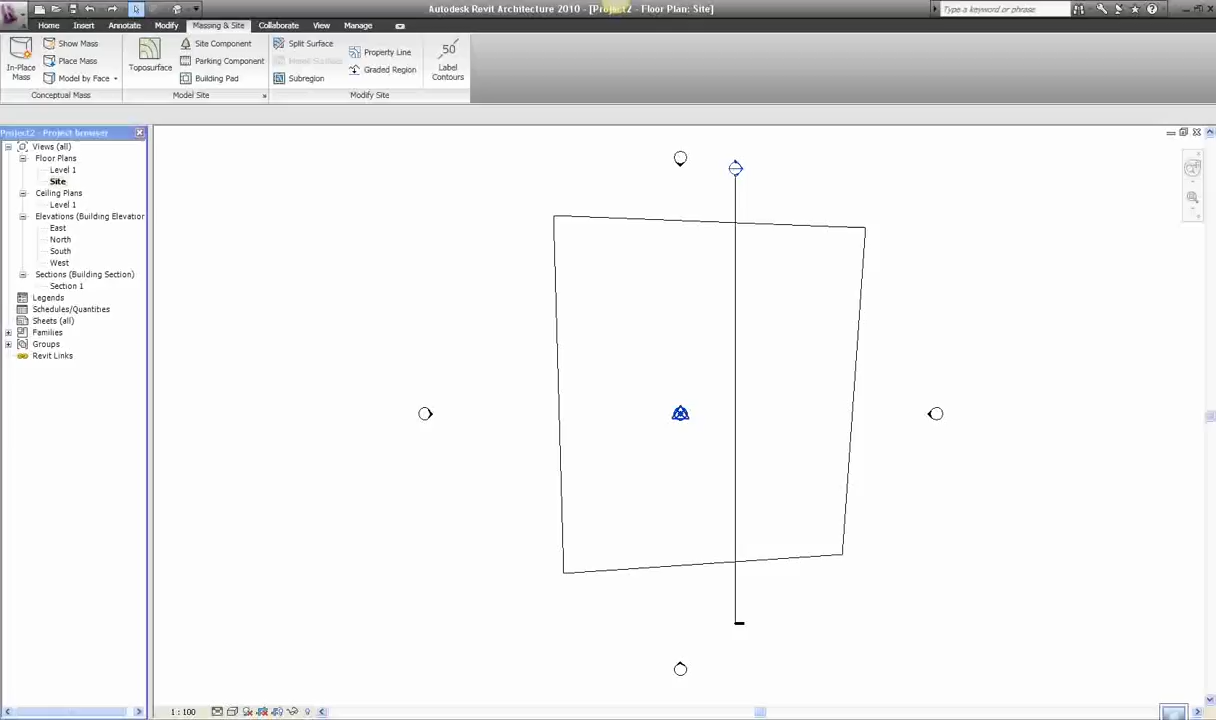 Autodesk Revit Architecture 2010 - [Project2 - Floor Plan: Site]
Type a keyword or phrase
Home Insert Annotate Modify Massing & Site Collaborate View Manage
In-Place Mass
Show Mass
Place Mass
Model by Face
Conceptual Mass
Toposurface
Site Component
Parking Component
Building Pad
Model Site
Split Surface
Subregion
Property Line
Graded Region
50
Label Contours
Modify Site
Project2 - Project browser
Views (all)
Floor Plans
Level 1
Site
Ceiling Plans
Level 1
Elevations (Building Elevation
East
North
South
West
Sections (Building Section)
Section 1
Legends
Schedules/Quantities
Sheets (all)
Families
Groups
Revit Links
1 : 100